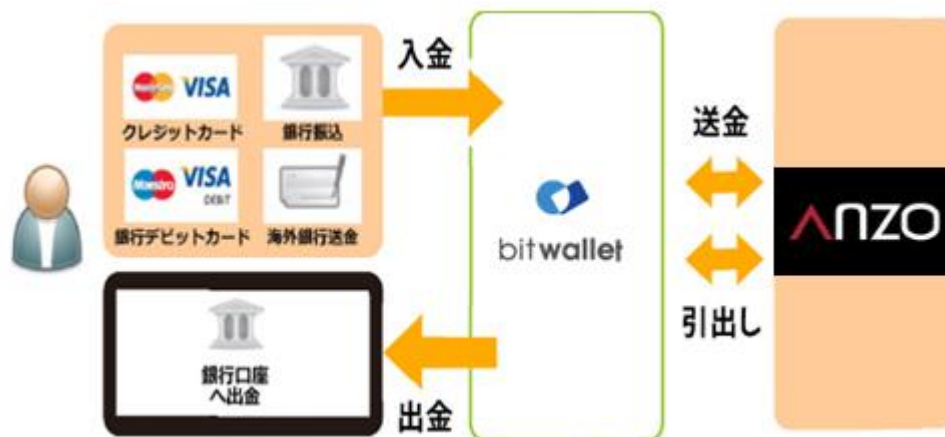 入金
MasterCard VISA
クレジットカード
銀行振込
Maestro VISA
DEBIT
銀行デビットカード
海外銀行送金
bitwallet
送金
ANZO
引出し
銀行口座
へ出金
出金